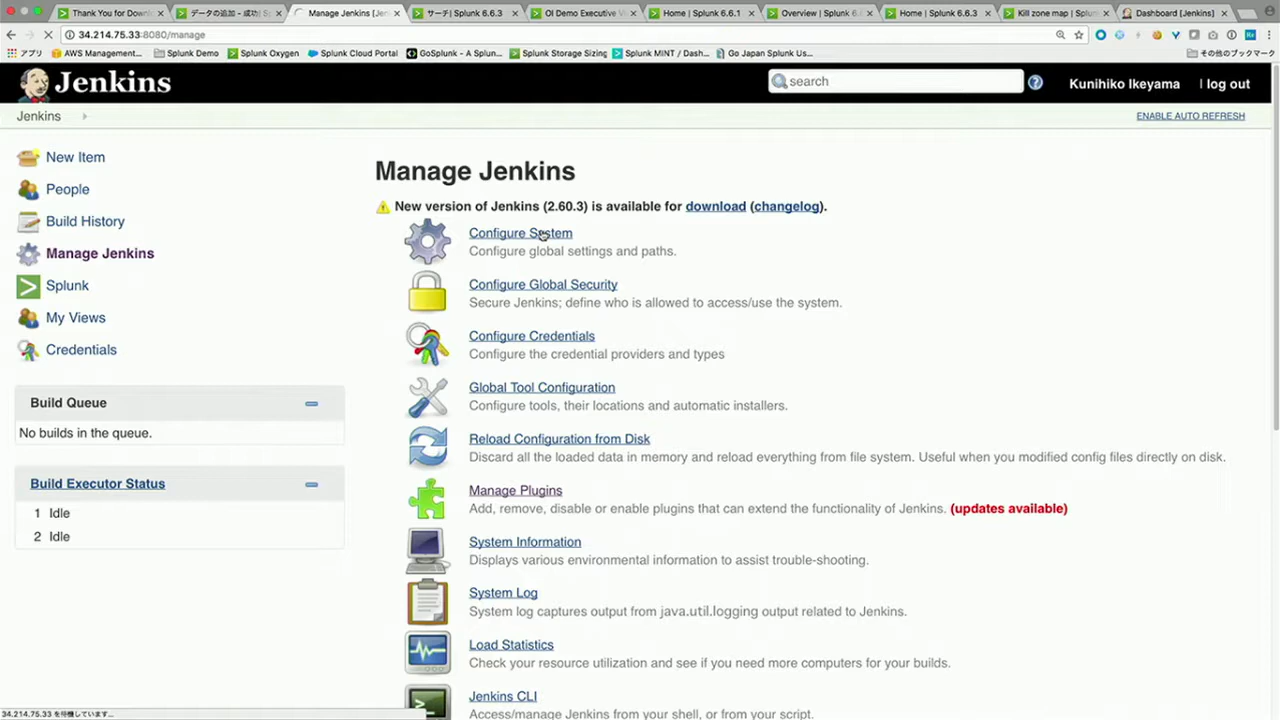 Thank You for Down
データの追加 - 成功 | Sp
Manage Jenkins [Jen
サーチ | Splunk 6.6.3
OI Demo Executive Vi
Home | Splunk 6.6.1
Overview | Splunk 6.
Home | Splunk 6.6.3
Kill zone map | Splun
Dashboard [Jenkins]
34.214.75.33:8080/manage
アプリ
AWS Management...
Splunk Demo
Splunk Oxygen
Splunk Cloud Portal
GoSplunk - A Splun...
Splunk Storage Sizing
Splunk MINT / Dash...
Go Japan Splunk Us...
その他のブックマーク
Jenkins
search
Kunihiko Ikeyama
| log out
Jenkins
ENABLE AUTO REFRESH
New Item
People
Build History
Manage Jenkins
Splunk
My Views
Credentials
Build Queue
No builds in the queue.
Build Executor Status
1 Idle
2 Idle
Manage Jenkins
New version of Jenkins (2.60.3) is available for download (changelog).
Configure System
Configure global settings and paths.
Configure Global Security
Secure Jenkins; define who is allowed to access/use the system.
Configure Credentials
Configure the credential providers and types
Global Tool Configuration
Configure tools, their locations and automatic installers.
Reload Configuration from Disk
Discard all the loaded data in memory and reload everything from file system. Useful when you modified config files directly on disk.
Manage Plugins
Add, remove, disable or enable plugins that can extend the functionality of Jenkins. (updates available)
System Information
Displays various environmental information to assist trouble-shooting.
System Log
System log captures output from java.util.logging output related to Jenkins.
Load Statistics
Check your resource utilization and see if you need more computers for your builds.
Jenkins CLI
Access/manage Jenkins from your shell, or from your script.
34.214.75.33 を待機しています...